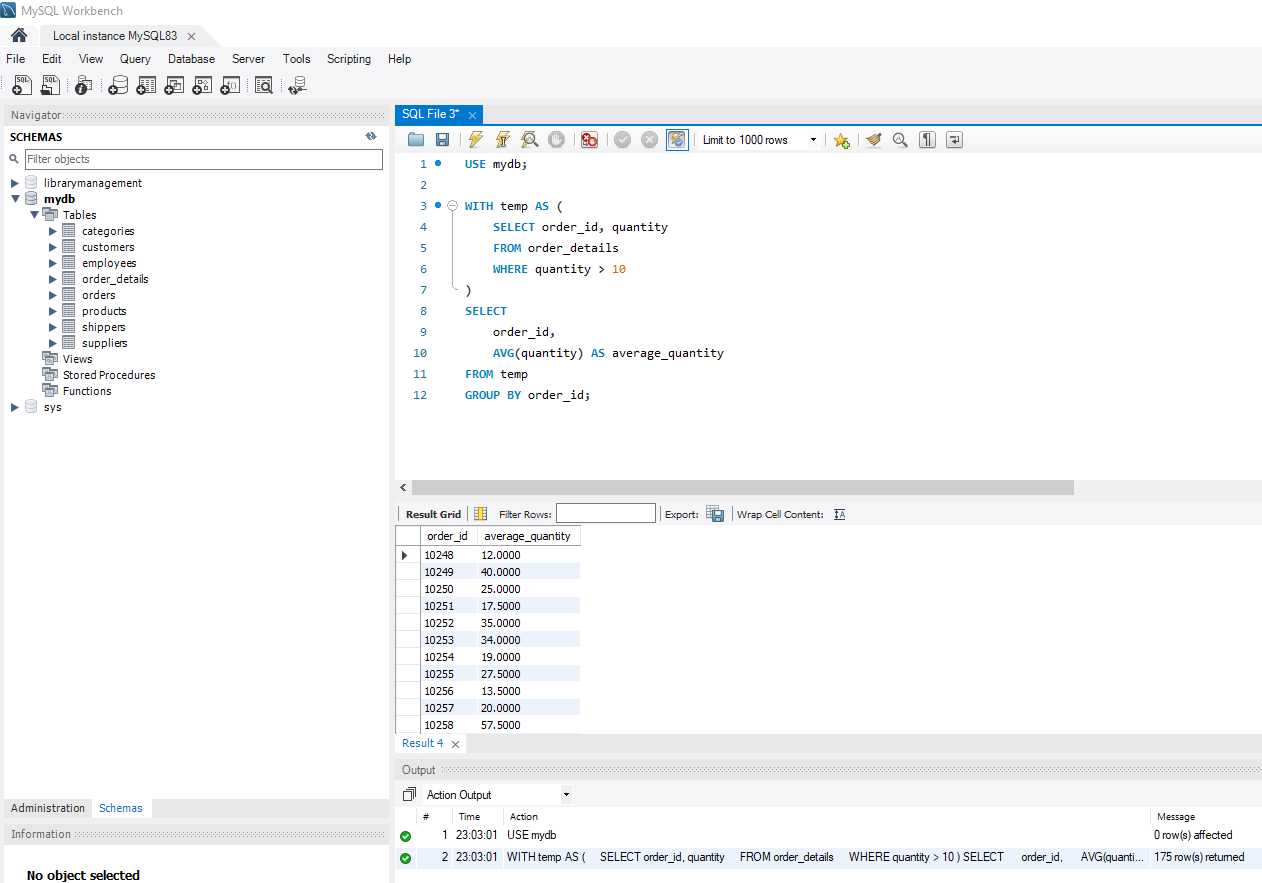 MySQL Workbench
Local instance MySQL83
File Edit View Query Database Server Tools Scripting Help
Navigator
SCHEMAS
Filter objects
librarymanagement
mydb
Tables
categories
customers
employees
order_details
orders
products
shippers
suppliers
Views
Stored Procedures
Functions
sys
Administration Schemas
Information
No object selected
SQL File 3*
Limit to 1000 rows
1 USE mydb;
2
3 WITH temp AS (
4 SELECT order_id, quantity
5 FROM order_details
6 WHERE quantity > 10
7 )
8 SELECT
9 order_id,
10 AVG(quantity) AS average_quantity
11 FROM temp
12 GROUP BY order_id;
Result Grid Filter Rows: Export: Wrap Cell Content:
order_id average_quantity
10248 12.0000
10249 40.0000
10250 25.0000
10251 17.5000
10252 35.0000
10253 34.0000
10254 19.0000
10255 27.5000
10256 13.5000
10257 20.0000
10258 57.5000
Result 4
Output
Action Output
# Time Action Message
1 23:03:01 USE mydb 0 row(s) affected
2 23:03:01 WITH temp AS ( SELECT order_id, quantity FROM order_details WHERE quantity > 10 ) SELECT order_id, AVG(quanti... 175 row(s) returned